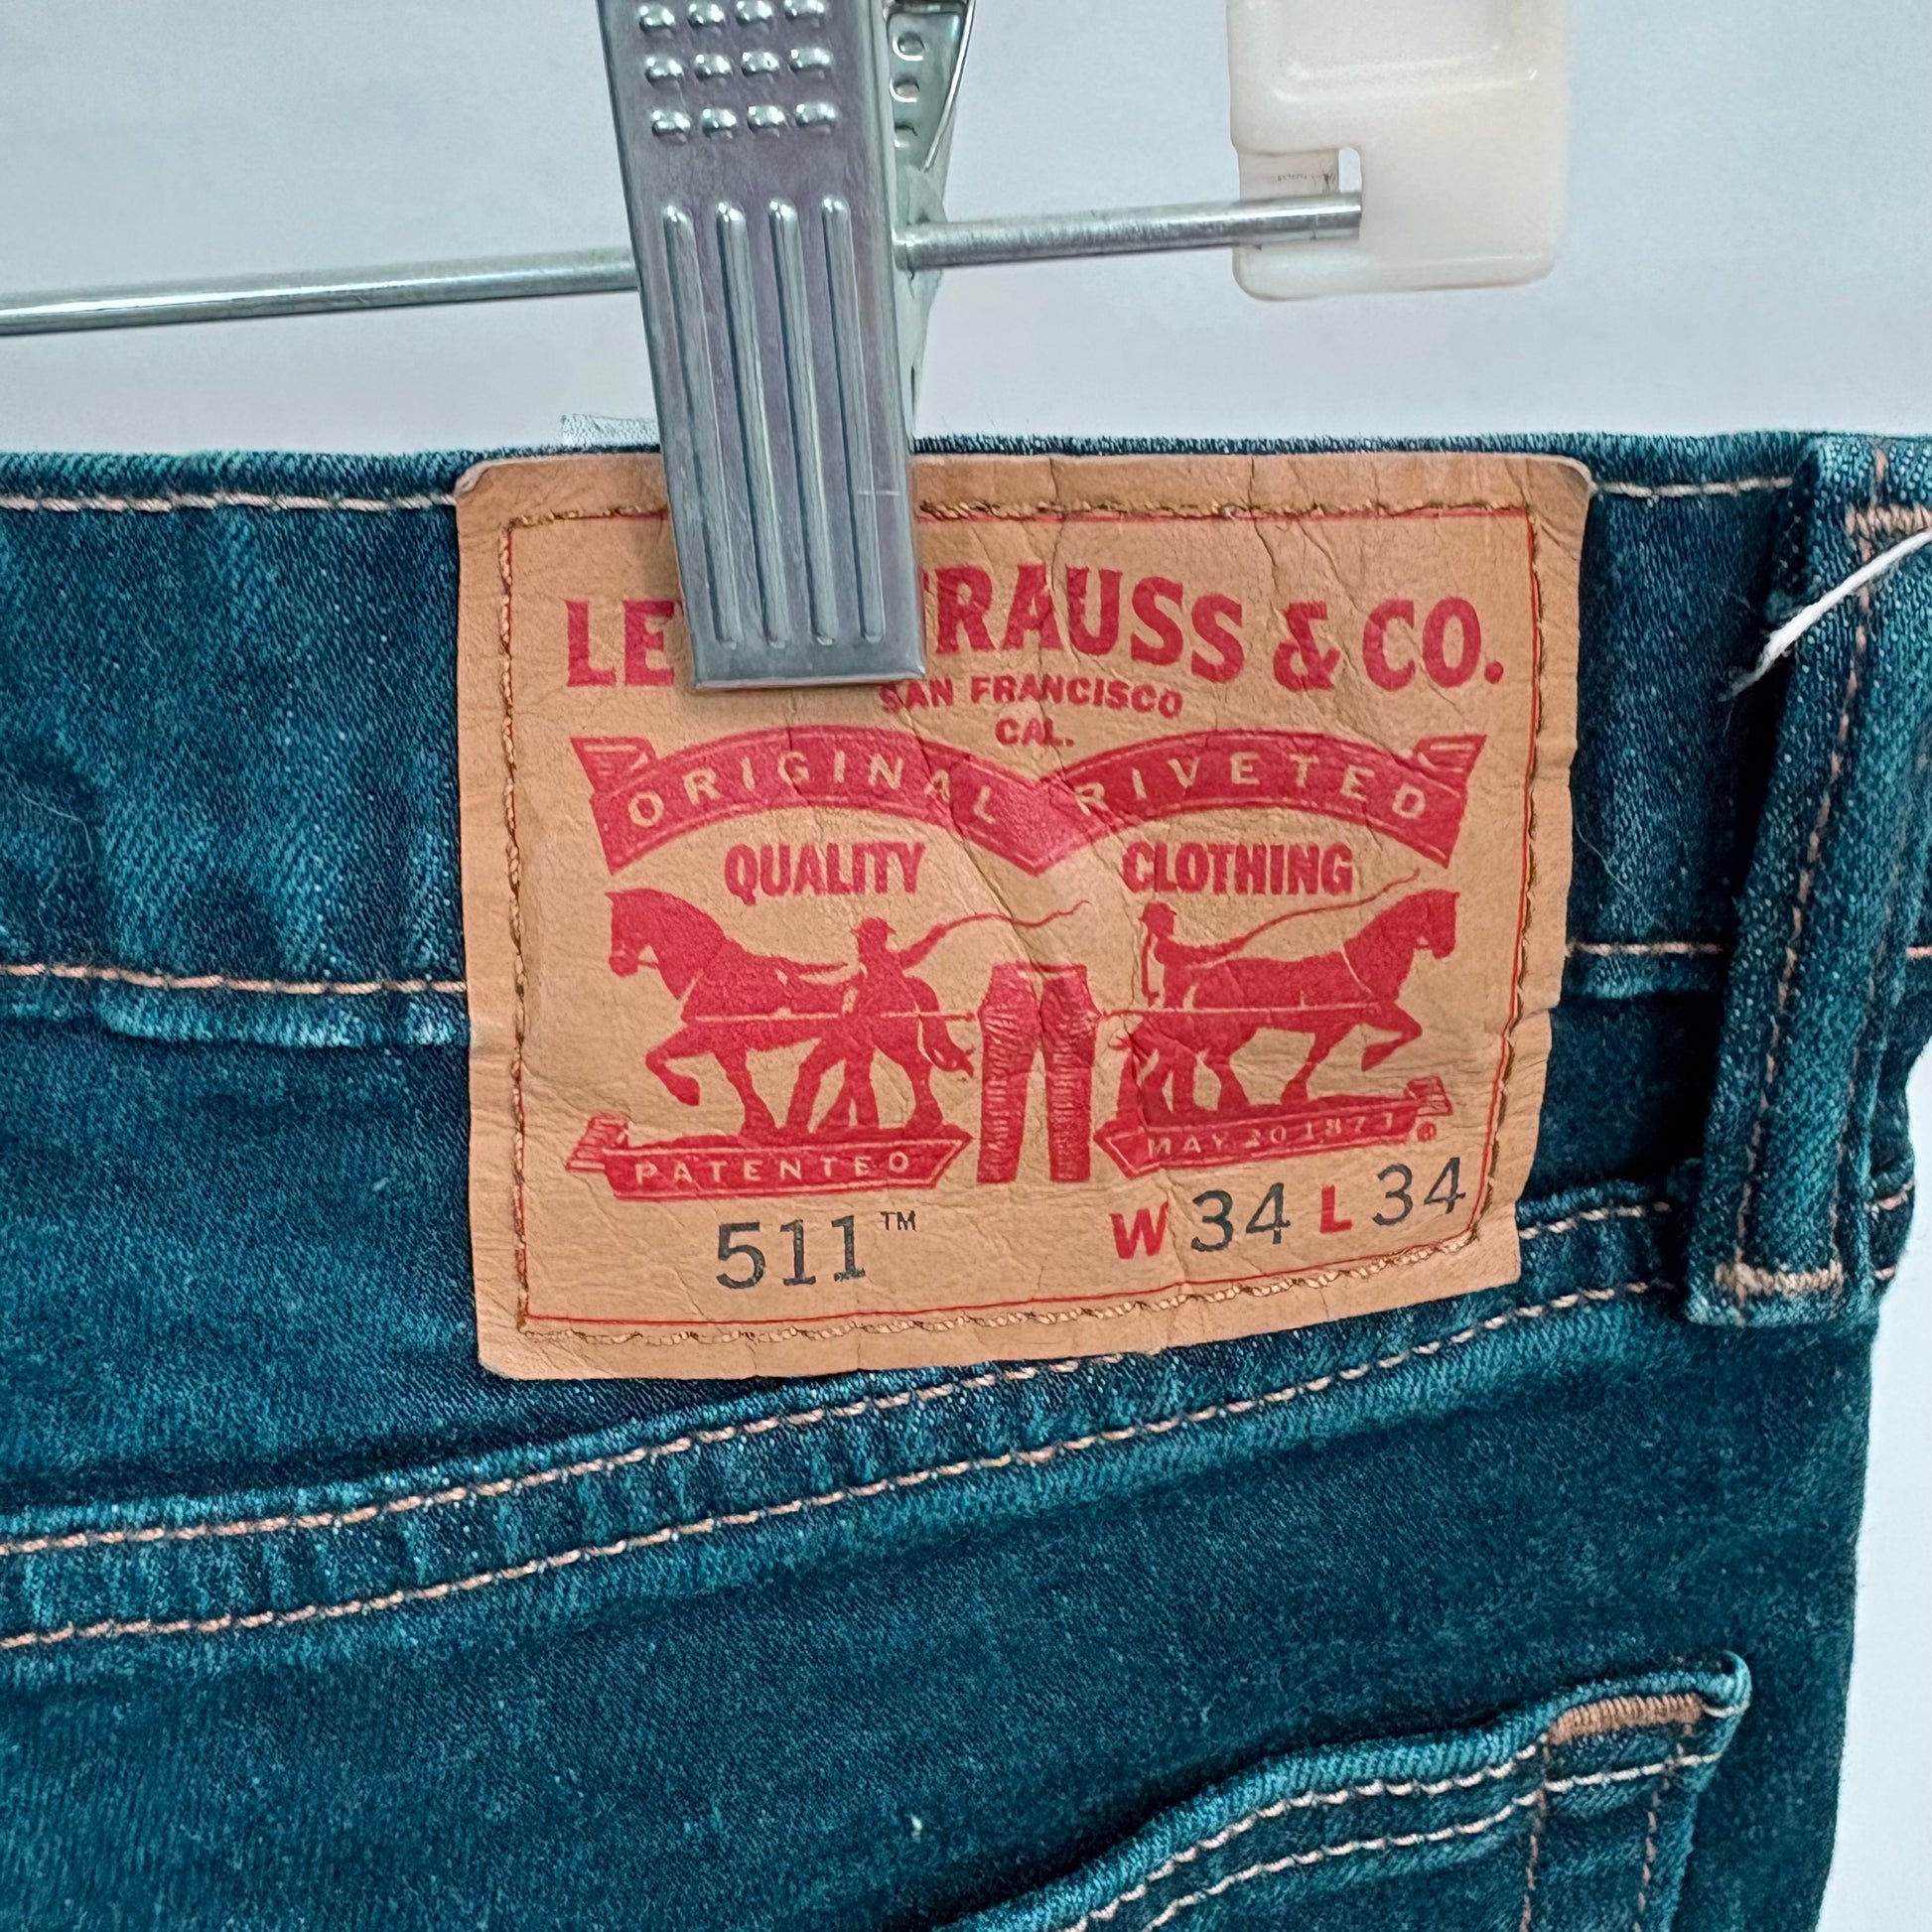 LE RAUSS & CO.
SAN FRANCISCO
CAL.
ORIGINAL RIVETED
QUALITY CLOTHING
PATENTED MAY 20 1873
511™ W 34 L 34